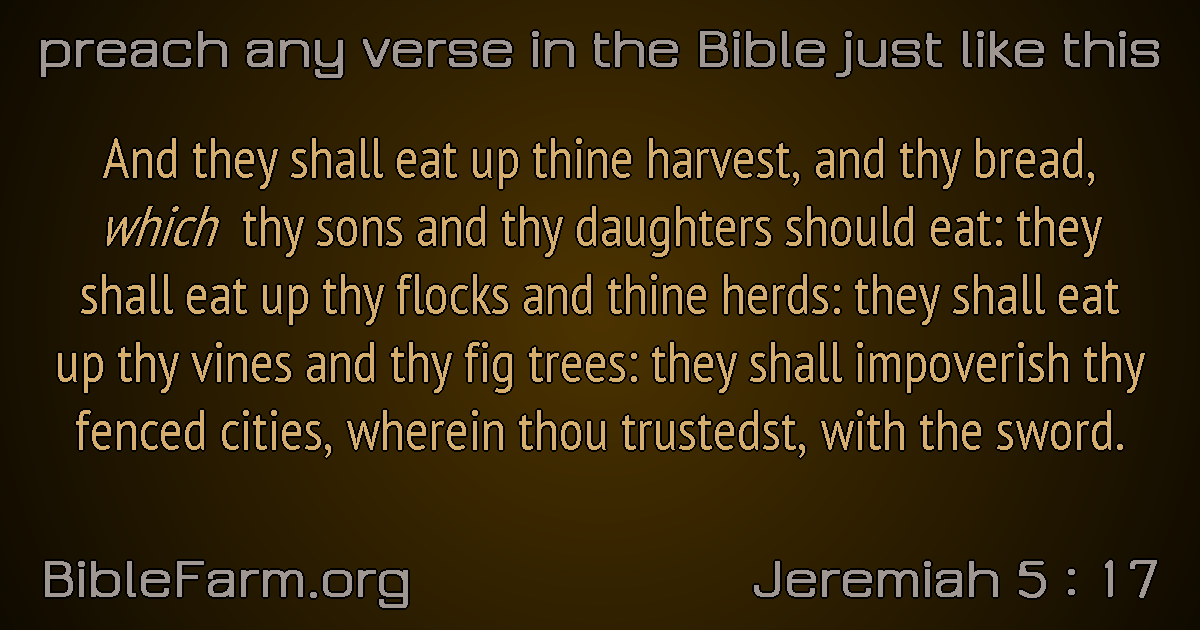 preach any verse in the Bible just like this
And they shall eat up thine harvest, and thy bread,
which thy sons and thy daughters should eat: they
shall eat up thy flocks and thine herds: they shall eat
up thy vines and thy fig trees: they shall impoverish thy
fenced cities, wherein thou trustedst, with the sword.
BibleFarm.org
Jeremiah 5 : 17